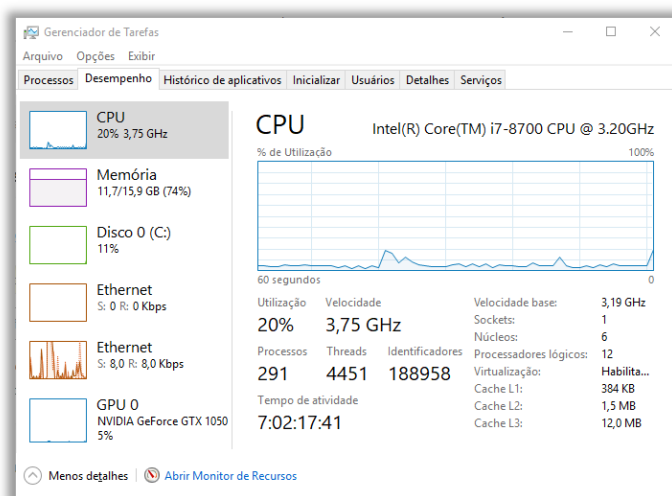 Gerenciador de Tarefas
Arquivo Opções Exibir
Processos Desempenho Histórico de aplicativos Inicializar Usuários Detalhes Serviços
CPU
20% 3,75 GHz
Memória
11,7/15,9 GB (74%)
Disco 0 (C:)
11%
Ethernet
S: 0 R: 0 Kbps
Ethernet
S: 8,0 R: 8,0 Kbps
GPU 0
NVIDIA GeForce GTX 1050
5%
CPU Intel(R) Core(TM) i7-8700 CPU @ 3.20GHz
% de Utilização 100%
60 segundos 0
Utilização Velocidade
20% 3,75 GHz
Processos Threads Identificadores
291 4451 188958
Tempo de atividade
7:02:17:41
Velocidade base: 3,19 GHz
Sockets: 1
Núcleos: 6
Processadores lógicos: 12
Virtualização: Habilita...
Cache L1: 384 KB
Cache L2: 1,5 MB
Cache L3: 12,0 MB
Menos detalhes Abrir Monitor de Recursos